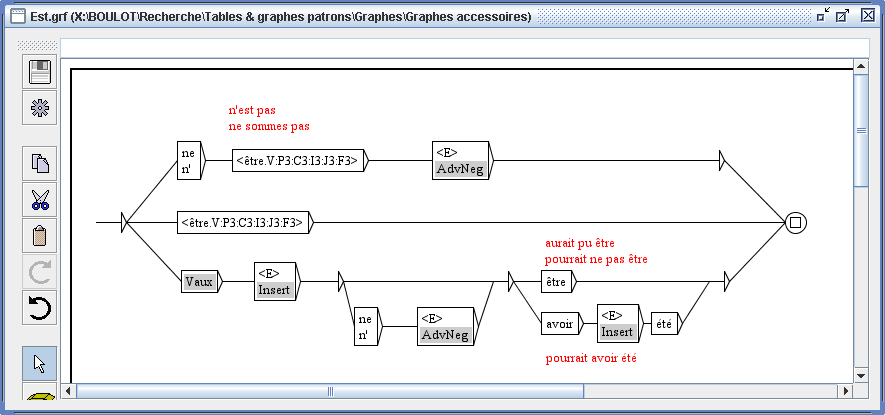 Est.grf (X:\BOULOT\Recherche\Tables & graphes patrons\Graphes\Graphes accessoires)
n'est pas
ne sommes pas
ne
n'
<être.V:P3:C3:I3:J3:F3>
<E>
AdvNeg
<être.V:P3:C3:I3:J3:F3>
aurait pu être
pourrait ne pas être
Vaux
<E>
Insert
être
ne
n'
<E>
AdvNeg
avoir
<E>
Insert
été
pourrait avoir été